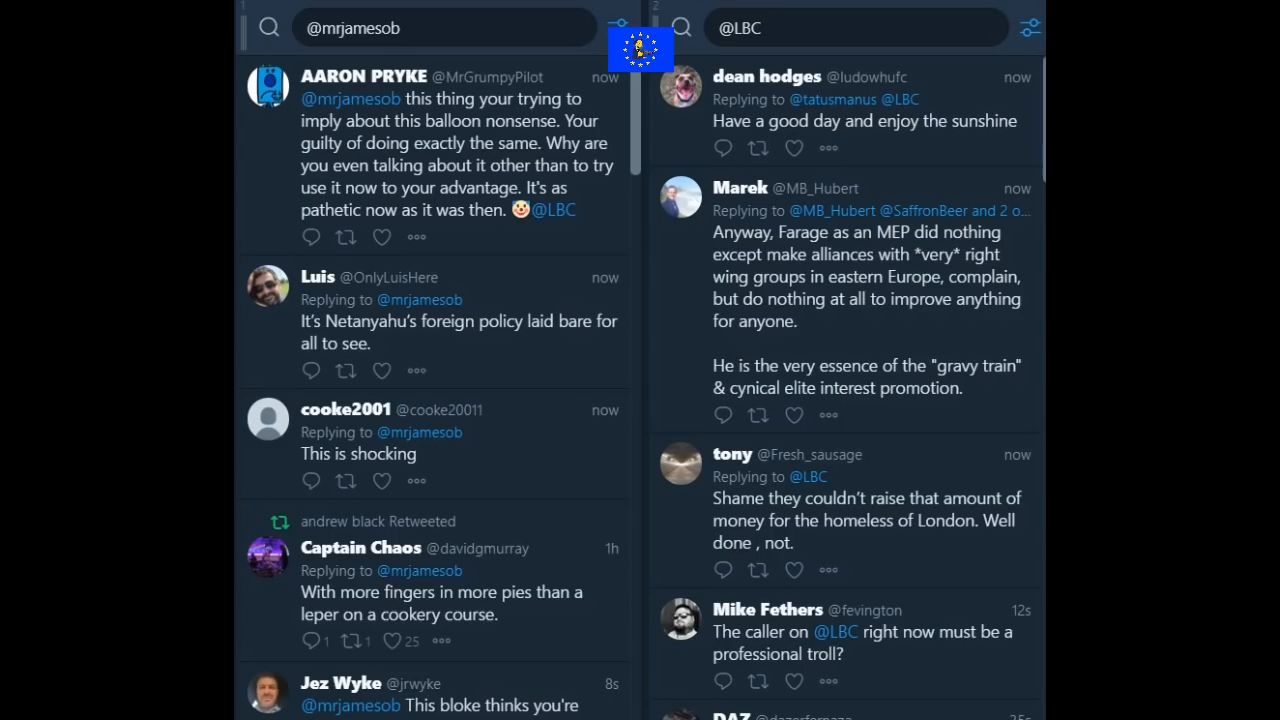 1
@mrjamesob
AARON PRYKE @MrGrumpyPilot now
@mrjamesob this thing your trying to
imply about this balloon nonsense. Your
guilty of doing exactly the same. Why are
you even talking about it other than to try
use it now to your advantage. It's as
pathetic now as it was then. 🤡@LBC
Luis @OnlyLuisHere now
Replying to @mrjamesob
It’s Netanyahu’s foreign policy laid bare for
all to see.
cooke2001 @cooke20011 now
Replying to @mrjamesob
This is shocking
andrew black Retweeted
Captain Chaos @davidgmurray 1h
Replying to @mrjamesob
With more fingers in more pies than a
leper on a cookery course.
1 1 25
Jez Wyke @jrwyke 8s
@mrjamesob This bloke thinks you're
2
@LBC
dean hodges @ludowhufc now
Replying to @tatusmanus @LBC
Have a good day and enjoy the sunshine
Marek @MB_Hubert now
Replying to @MB_Hubert @SaffronBeer and 2 o...
Anyway, Farage as an MEP did nothing
except make alliances with *very* right
wing groups in eastern Europe, complain,
but do nothing at all to improve anything
for anyone.
He is the very essence of the "gravy train"
& cynical elite interest promotion.
tony @Fresh_sausage now
Replying to @LBC
Shame they couldn’t raise that amount of
money for the homeless of London. Well
done , not.
Mike Fethers @fevington 12s
The caller on @LBC right now must be a
professional troll?
DAZ